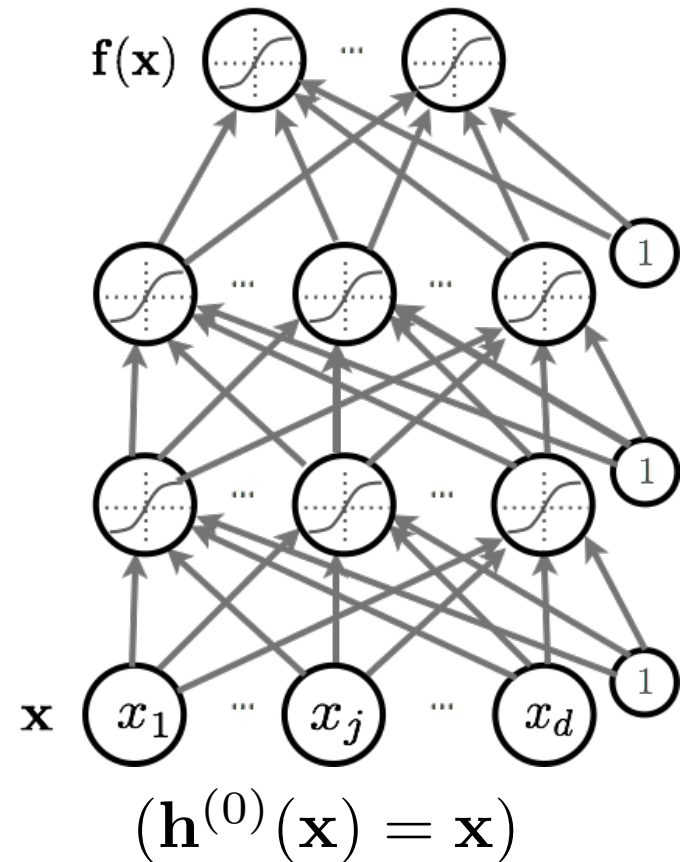 f(x) ...
... ... 1
... ... 1
x x₁ ... xⱼ ... x_d 1
(h⁽⁰⁾(x) = x)